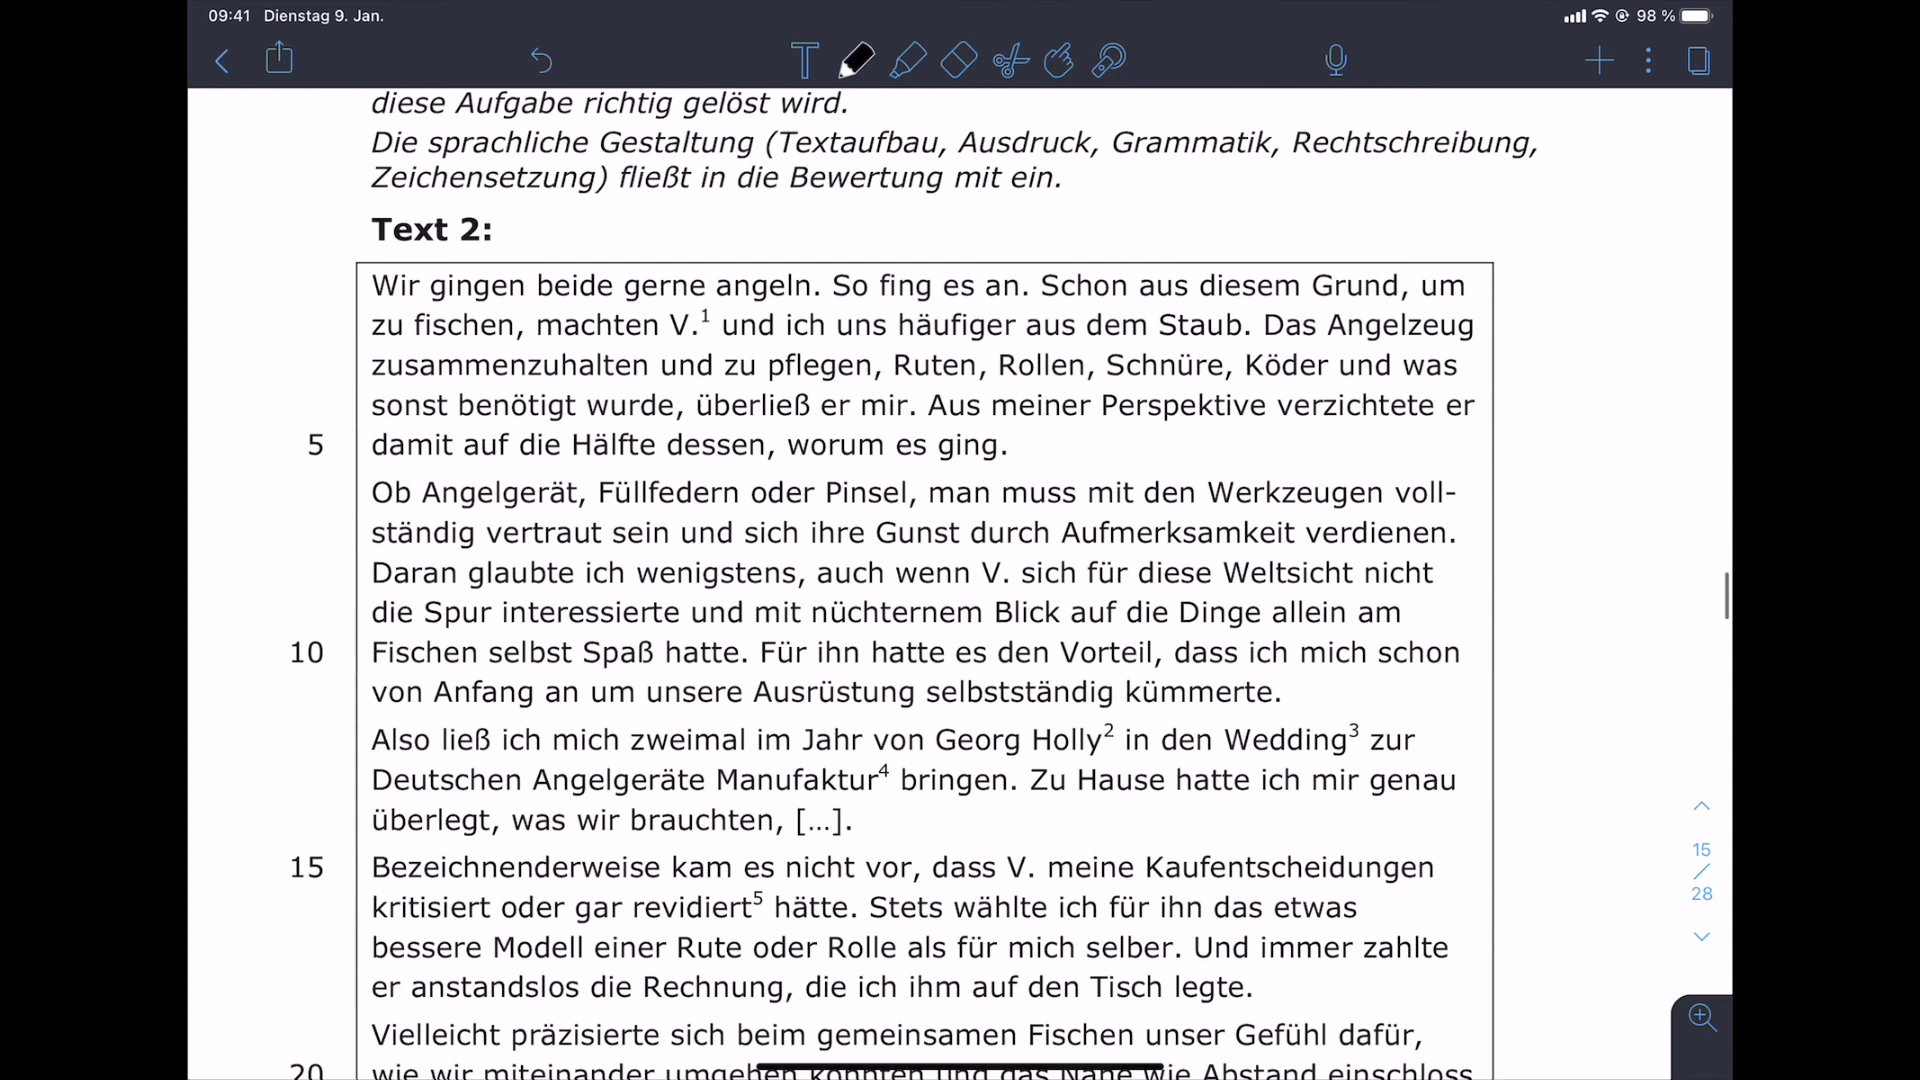 09:41 Dienstag 9. Jan.
98 %
diese Aufgabe richtig gelöst wird.
Die sprachliche Gestaltung (Textaufbau, Ausdruck, Grammatik, Rechtschreibung,
Zeichensetzung) fließt in die Bewertung mit ein.
Text 2:
Wir gingen beide gerne angeln. So fing es an. Schon aus diesem Grund, um
zu fischen, machten V.¹ und ich uns häufiger aus dem Staub. Das Angelzeug
zusammenzuhalten und zu pflegen, Ruten, Rollen, Schnüre, Köder und was
sonst benötigt wurde, überließ er mir. Aus meiner Perspektive verzichtete er
5 damit auf die Hälfte dessen, worum es ging.
Ob Angelgerät, Füllfedern oder Pinsel, man muss mit den Werkzeugen voll-
ständig vertraut sein und sich ihre Gunst durch Aufmerksamkeit verdienen.
Daran glaubte ich wenigstens, auch wenn V. sich für diese Weltsicht nicht
die Spur interessierte und mit nüchternem Blick auf die Dinge allein am
10 Fischen selbst Spaß hatte. Für ihn hatte es den Vorteil, dass ich mich schon
von Anfang an um unsere Ausrüstung selbstständig kümmerte.
Also ließ ich mich zweimal im Jahr von Georg Holly² in den Wedding³ zur
Deutschen Angelgeräte Manufaktur⁴ bringen. Zu Hause hatte ich mir genau
überlegt, was wir brauchten, […].
15 Bezeichnenderweise kam es nicht vor, dass V. meine Kaufentscheidungen
kritisiert oder gar revidiert⁵ hätte. Stets wählte ich für ihn das etwas
bessere Modell einer Rute oder Rolle als für mich selber. Und immer zahlte
er anstandslos die Rechnung, die ich ihm auf den Tisch legte.
Vielleicht präzisierte sich beim gemeinsamen Fischen unser Gefühl dafür,
20 wie wir miteinander umgehen konnten und das Nähe wie Abstand einschloss
15
/
28